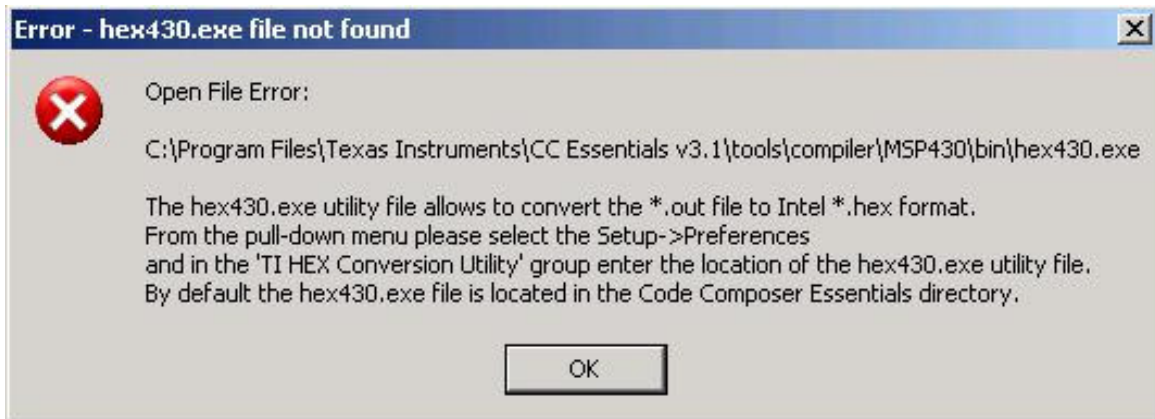 Error - hex430.exe file not found
Open File Error:
C:\Program Files\Texas Instruments\CC Essentials v3.1\tools\compiler\MSP430\bin\hex430.exe
The hex430.exe utility file allows to convert the *.out file to Intel *.hex format.
From the pull-down menu please select the Setup->Preferences
and in the 'TI HEX Conversion Utility' group enter the location of the hex430.exe utility file.
By default the hex430.exe file is located in the Code Composer Essentials directory.
OK